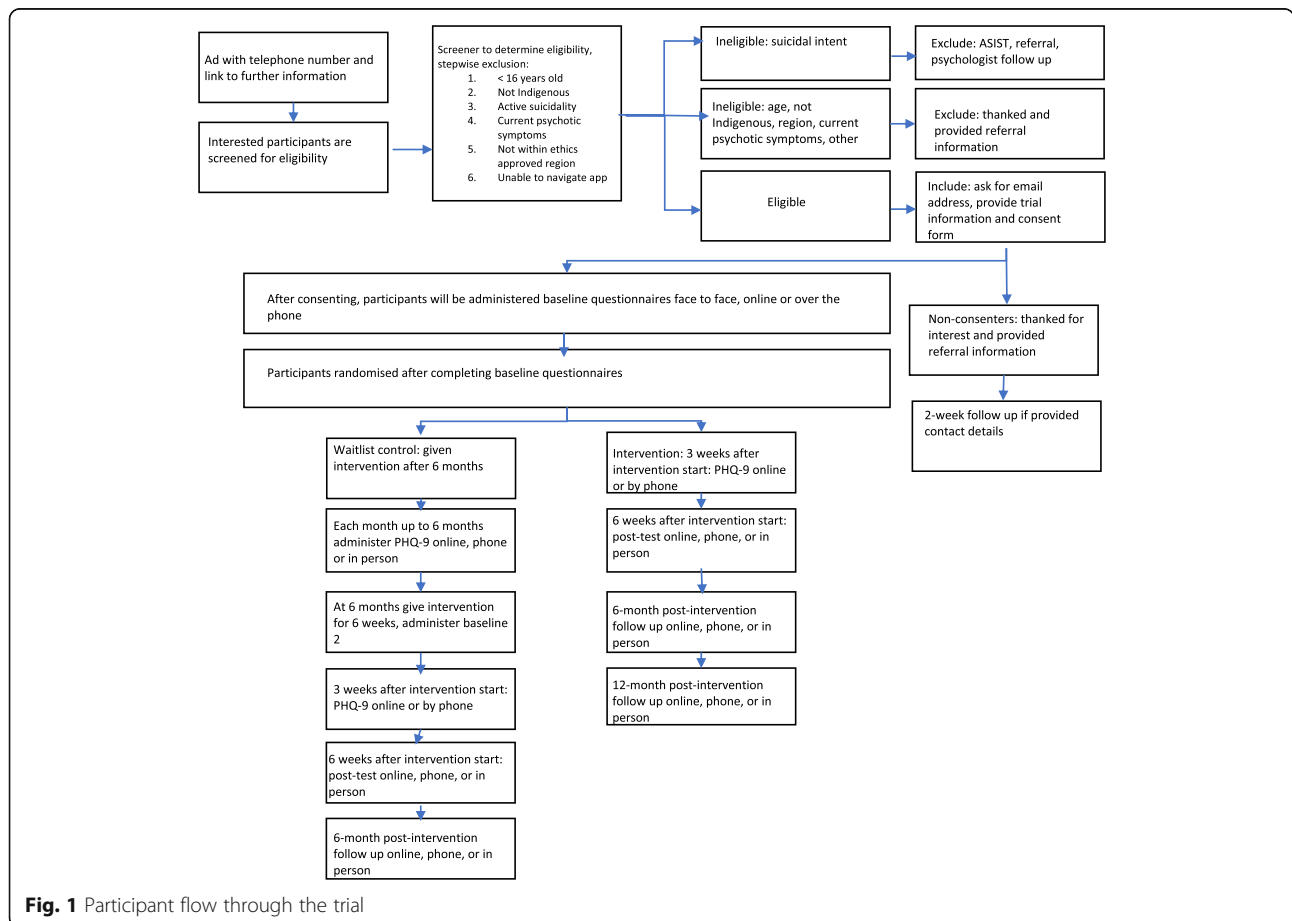 Ad with telephone number and
link to further information
Interested participants are
screened for eligibility
Screener to determine eligibility,
stepwise exclusion:
1. < 16 years old
2. Not Indigenous
3. Active suicidality
4. Current psychotic
symptoms
5. Not within ethics
approved region
6. Unable to navigate app
Ineligible: suicidal intent
Exclude: ASIST, referral,
psychologist follow up
Ineligible: age, not
Indigenous, region, current
psychotic symptoms, other
Exclude: thanked and
provided referral
information
Eligible
Include: ask for email
address, provide trial
information and consent
form
After consenting, participants will be administered baseline questionnaires face to face, online or over the
phone
Non-consenters: thanked for
interest and provided
referral information
Participants randomised after completing baseline questionnaires
2-week follow up if provided
contact details
Waitlist control: given
intervention after 6 months
Each month up to 6 months
administer PHQ-9 online, phone
or in person
At 6 months give intervention
for 6 weeks, administer baseline
2
3 weeks after intervention start:
PHQ-9 online or by phone
6 weeks after intervention start:
post-test online, phone, or in
person
6-month post-intervention
follow up online, phone, or in
person
Intervention: 3 weeks after
intervention start: PHQ-9 online
or by phone
6 weeks after intervention start:
post-test online, phone, or in
person
6-month post-intervention
follow up online, phone, or in
person
12-month post-intervention
follow up online, phone, or in
person
Fig. 1 Participant flow through the trial